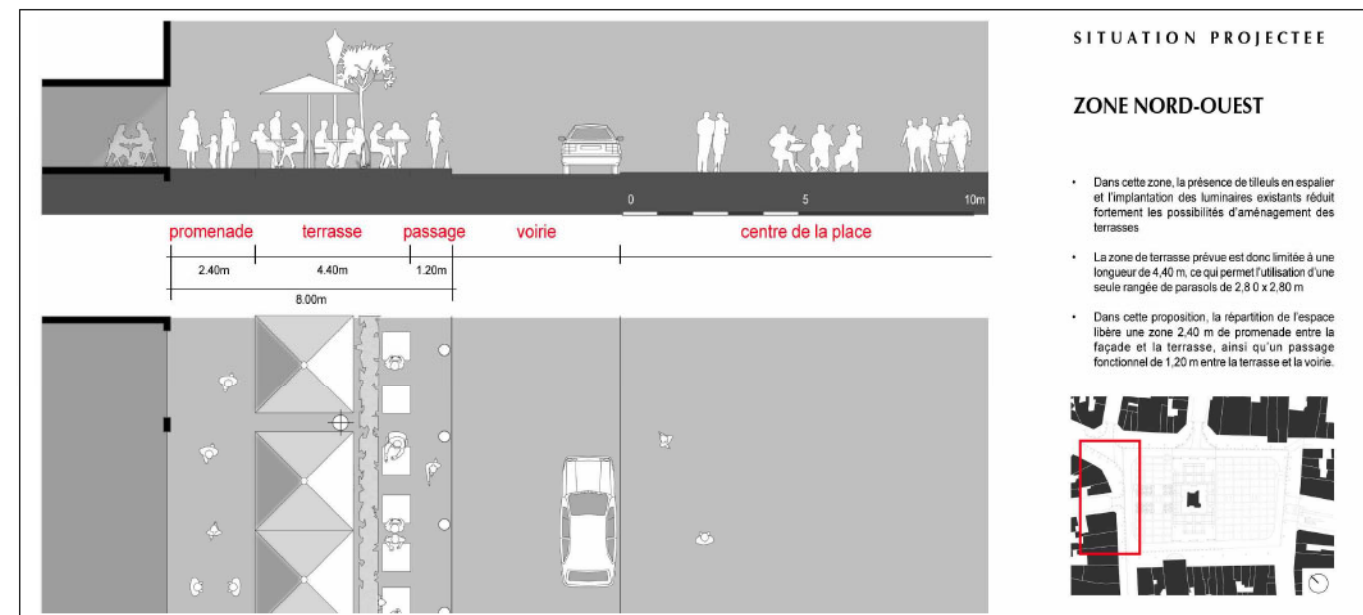 SITUATION PROJECTEE
ZONE NORD-OUEST
• Dans cette zone, la présence de tilleuls en espalier
et l'implantation des luminaires existants réduit
fortement les possibilités d'aménagement des
terrasses
• La zone de terrasse prévue est donc limitée à une
longueur de 4,40 m, ce qui permet l'utilisation d'une
seule rangée de parasols de 2,8 0 x 2,80 m
• Dans cette proposition, la répartition de l'espace
libère une zone 2,40 m de promenade entre la
façade et la terrasse, ainsi qu'un passage
fonctionnel de 1,20 m entre la terrasse et la voirie.
0 5 10m
promenade terrasse passage voirie centre de la place
2.40m 4.40m 1.20m
8.00m